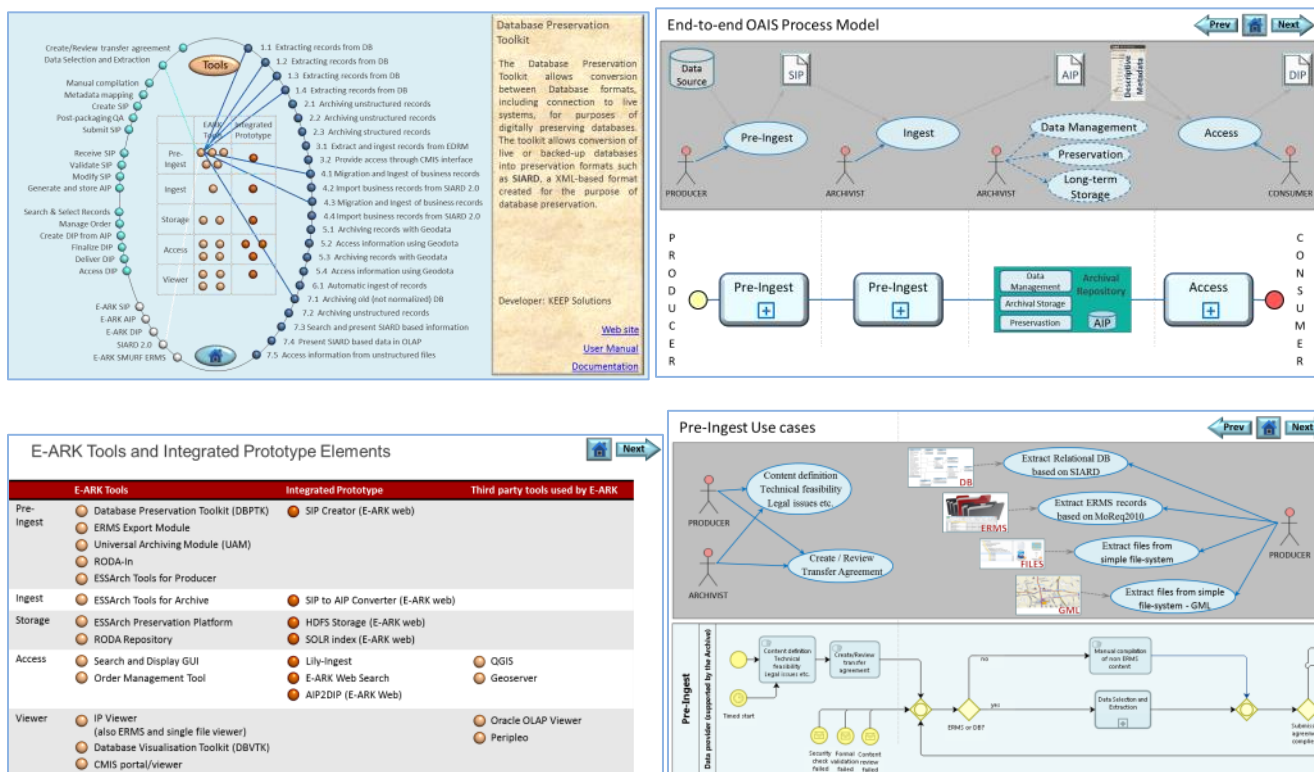 Create/Review transfer agreement
Data Selection and Extraction
Manual compilation
Metadata mapping
Create SIP
Post-packaging QA
Submit SIP
Receive SIP
Validate SIP
Modify SIP
Generate and store AIP
Search & Select Records
Manage Order
Create DIP from AIP
Finalize DIP
Deliver DIP
Access DIP
E-ARK SIP
E-ARK AIP
E-ARK DIP
SIARD 2.0
E-ARK SMURF ERMS
Tools
EARK Tools
Integrated Prototype
Pre-Ingest
Ingest
Storage
Access
Viewer
1.1 Extracting records from DB
1.2 Extracting records from DB
1.3 Extracting records from DB
1.4 Extracting records from DB
2.1 Archiving unstructured records
2.2 Archiving unstructured records
2.3 Archiving structured records
3.1 Extract and ingest records from EDRM
3.2 Provide access through CMIS interface
4.1 Migration and Ingest of business records
4.2 Import business records from SIARD 2.0
4.3 Migration and Ingest of business records
4.4 Import business records from SIARD 2.0
5.1 Archiving records with Geodata
5.2 Access information using Geodota
5.3 Archiving records with Geodata
5.4 Access information using Geodota
6.1 Automatic ingest of records
7.1 Archiving old (not normalized) DB
7.2 Archiving unstructured records
7.3 Search and present SIARD based information
7.4 Present SIARD based data in OLAP
7.5 Access information from unstructured files
Database Preservation
Toolkit
The Database Preservation
Toolkit allows conversion
between Database formats,
including connection to live
systems, for purposes of
digitally preserving databases.
The toolkit allows conversion of
live or backed-up databases
into preservation formats such
as SIARD, a XML-based format
created for the purpose of
database preservation.
Developer: KEEP Solutions
Web site
User Manual
Documentation
End-to-end OAIS Process Model
Prev
Next
Data
Source
SIP
AIP
Descriptive
Metadata
DIP
Pre-Ingest
Ingest
Data Management
Preservation
Long-term
Storage
Access
PRODUCER
ARCHIVIST
ARCHIVIST
CONSUMER
PRODUCER
Pre-Ingest
Pre-Ingest
Data
Management
Archival Storage
Preservastion
Archival
Repository
AIP
Access
CONSUMER
E-ARK Tools and Integrated Prototype Elements
Next
E-ARK Tools
Integrated Prototype
Third party tools used by E-ARK
Pre-
Ingest
Database Preservation Toolkit (DBPTK)
SIP Creator (E-ARK web)
ERMS Export Module
Universal Archiving Module (UAM)
RODA-In
ESSArch Tools for Producer
Ingest
ESSArch Tools for Archive
SIP to AIP Converter (E-ARK web)
Storage
ESSArch Preservation Platform
HDFS Storage (E-ARK web)
RODA Repository
SOLR index (E-ARK web)
Access
Search and Display GUI
Lily-Ingest
QGIS
Order Management Tool
E-ARK Web Search
Geoserver
AIP2DIP (E-ARK Web)
Viewer
IP Viewer
(also ERMS and single file viewer)
Oracle OLAP Viewer
Database Visualisation Toolkit (DBVTK)
Peripleo
CMIS portal/viewer
Pre-Ingest Use cases
Prev
Next
Content definition
Technical feasibility
Legal issues etc.
PRODUCER
ARCHIVIST
Create / Review
Transfer Agreement
DB
Extract Relational DB
based on SIARD
ERMS
Extract ERMS records
based on MoReq2010
FILES
Extract files from
simple file-system
GML
Extract files from simple
file-system - GML
PRODUCER
Pre-Ingest
Data provider (supported by the Archive)
Content definition
Technical
feasibility
Legal issues etc.
Create/Review
transfer
agreement
Timed start
Security
check
failed
Formal
validation
failed
Content
review
failed
ERMS or DB?
no
yes
Manual compilation
of non ERMS
content
Data Selection and
Extraction